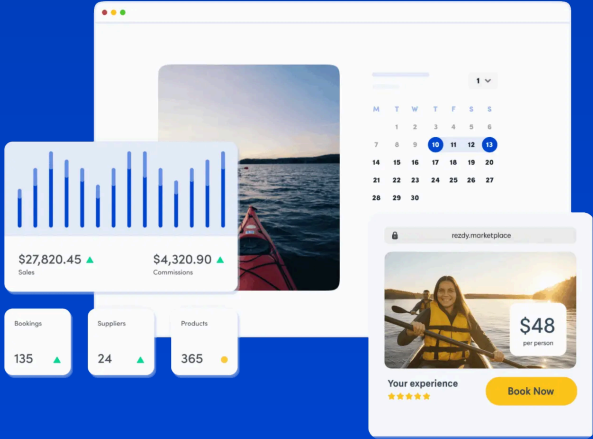 1
M T W T F S S
1 2 3 4 5 6
7 8 9 10 11 12 13
14 15 16 17 18 19 20
21 22 23 24 25 26 27
28 29 30
$27,820.45
Sales
$4,320.90
Commissions
Bookings
135
Suppliers
24
Products
365
rezdy.marketplace
$48
per person
Your experience
Book Now